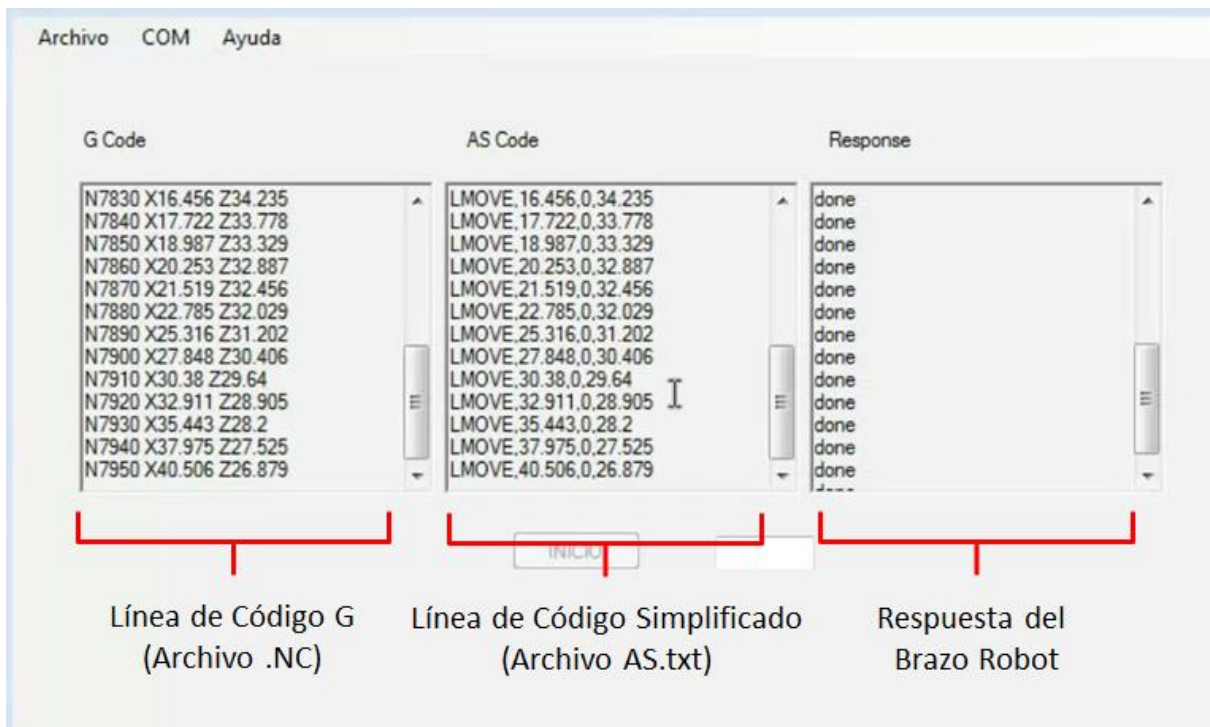 Archivo COM Ayuda
G Code
AS Code
Response
N7830 X16.456 Z34.235
N7840 X17.722 Z33.778
N7850 X18.987 Z33.329
N7860 X20.253 Z32.887
N7870 X21.519 Z32.456
N7880 X22.785 Z32.029
N7890 X25.316 Z31.202
N7900 X27.848 Z30.406
N7910 X30.38 Z29.64
N7920 X32.911 Z28.905
N7930 X35.443 Z28.2
N7940 X37.975 Z27.525
N7950 X40.506 Z26.879
LMOVE,16.456,0,34.235
LMOVE,17.722,0,33.778
LMOVE,18.987,0,33.329
LMOVE,20.253,0,32.887
LMOVE,21.519,0,32.456
LMOVE,22.785,0,32.029
LMOVE,25.316,0,31.202
LMOVE,27.848,0,30.406
LMOVE,30.38,0,29.64
LMOVE,32.911,0,28.905
LMOVE,35.443,0,28.2
LMOVE,37.975,0,27.525
LMOVE,40.506,0,26.879
done
done
done
done
done
done
done
done
done
done
done
done
done
INICIO
Línea de Código G
(Archivo .NC)
Línea de Código Simplificado
(Archivo AS.txt)
Respuesta del
Brazo Robot